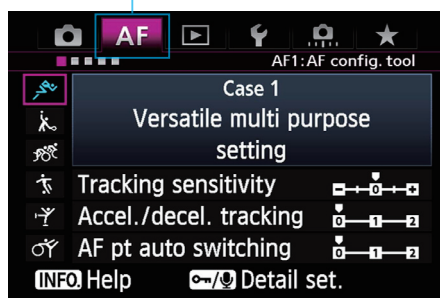 AF
AF1:AF config. tool
Case 1
Versatile multi purpose
setting
Tracking sensitivity - 0 +
Accel./decel. tracking 0 1 2
AF pt auto switching 0 1 2
INFO. Help / Detail set.